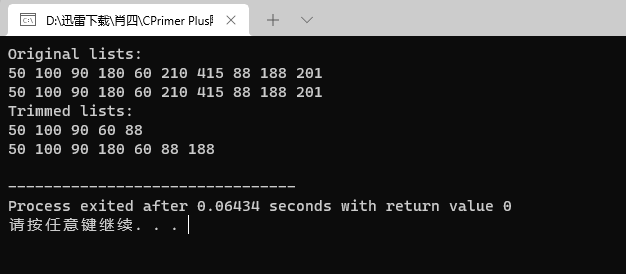 D:\迅雷下载\肖四\CPrimer Plus
Original lists:
50 100 90 180 60 210 415 88 188 201
50 100 90 180 60 210 415 88 188 201
Trimmed lists:
50 100 90 60 88
50 100 90 180 60 88 188
--------------------------------
Process exited after 0.06434 seconds with return value 0
请按任意键继续. . .